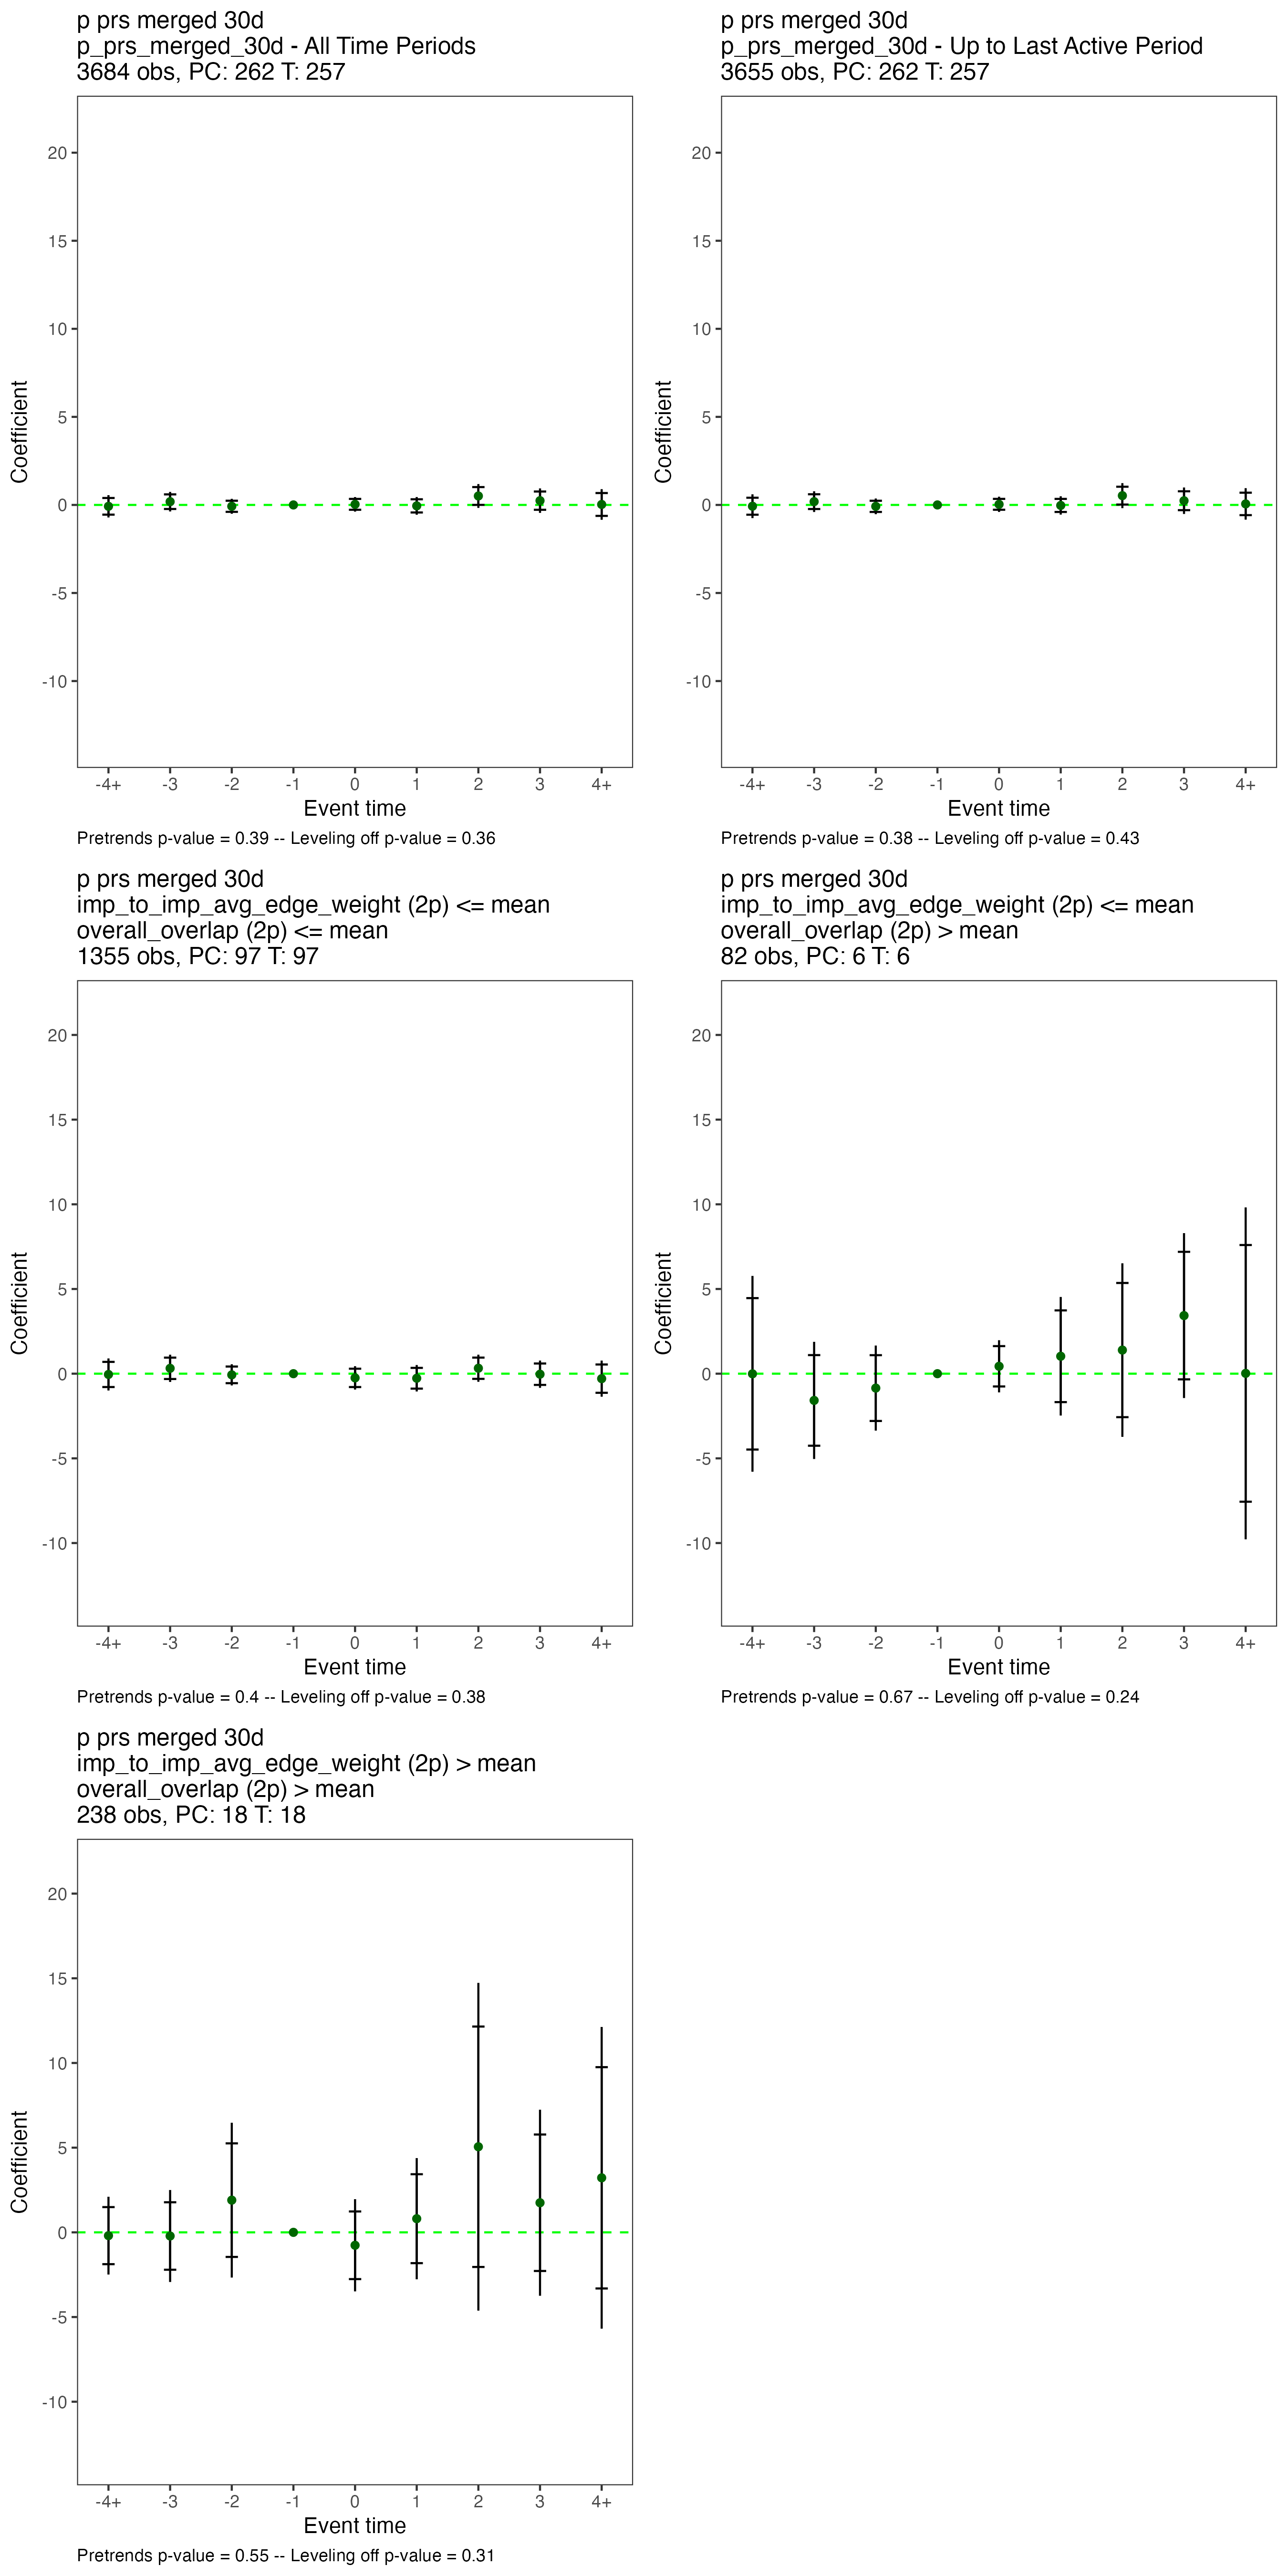 p prs merged 30d
p_prs_merged_30d - All Time Periods
3684 obs, PC: 262 T: 257
20
15
10
5
0
-5
-10
Coefficient
-4+ -3 -2 -1 0 1 2 3 4+
Event time
Pretrends p-value = 0.39 -- Leveling off p-value = 0.36
p prs merged 30d
p_prs_merged_30d - Up to Last Active Period
3655 obs, PC: 262 T: 257
20
15
10
5
0
-5
-10
Coefficient
-4+ -3 -2 -1 0 1 2 3 4+
Event time
Pretrends p-value = 0.38 -- Leveling off p-value = 0.43
p prs merged 30d
imp_to_imp_avg_edge_weight (2p) <= mean
overall_overlap (2p) <= mean
1355 obs, PC: 97 T: 97
20
15
10
5
0
-5
-10
Coefficient
-4+ -3 -2 -1 0 1 2 3 4+
Event time
Pretrends p-value = 0.4 -- Leveling off p-value = 0.38
p prs merged 30d
imp_to_imp_avg_edge_weight (2p) <= mean
overall_overlap (2p) > mean
82 obs, PC: 6 T: 6
20
15
10
5
0
-5
-10
Coefficient
-4+ -3 -2 -1 0 1 2 3 4+
Event time
Pretrends p-value = 0.67 -- Leveling off p-value = 0.24
p prs merged 30d
imp_to_imp_avg_edge_weight (2p) > mean
overall_overlap (2p) > mean
238 obs, PC: 18 T: 18
20
15
10
5
0
-5
-10
Coefficient
-4+ -3 -2 -1 0 1 2 3 4+
Event time
Pretrends p-value = 0.55 -- Leveling off p-value = 0.31